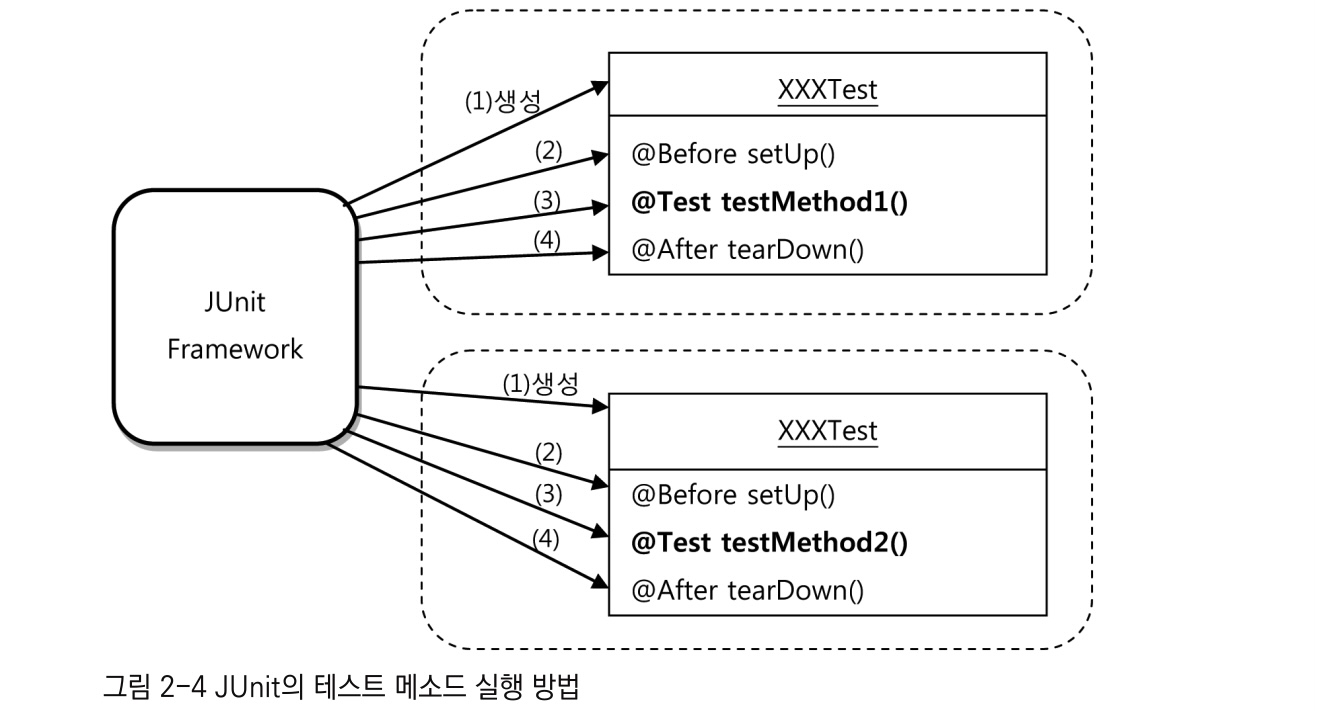 (1)생성
XXXTest
(2)
@Before setUp()
(3)
@Test testMethod1()
(4)
@After tearDown()
JUnit
Framework
(1)생성
XXXTest
(2)
@Before setUp()
(3)
@Test testMethod2()
(4)
@After tearDown()
그림 2-4 JUnit의 테스트 메소드 실행 방법